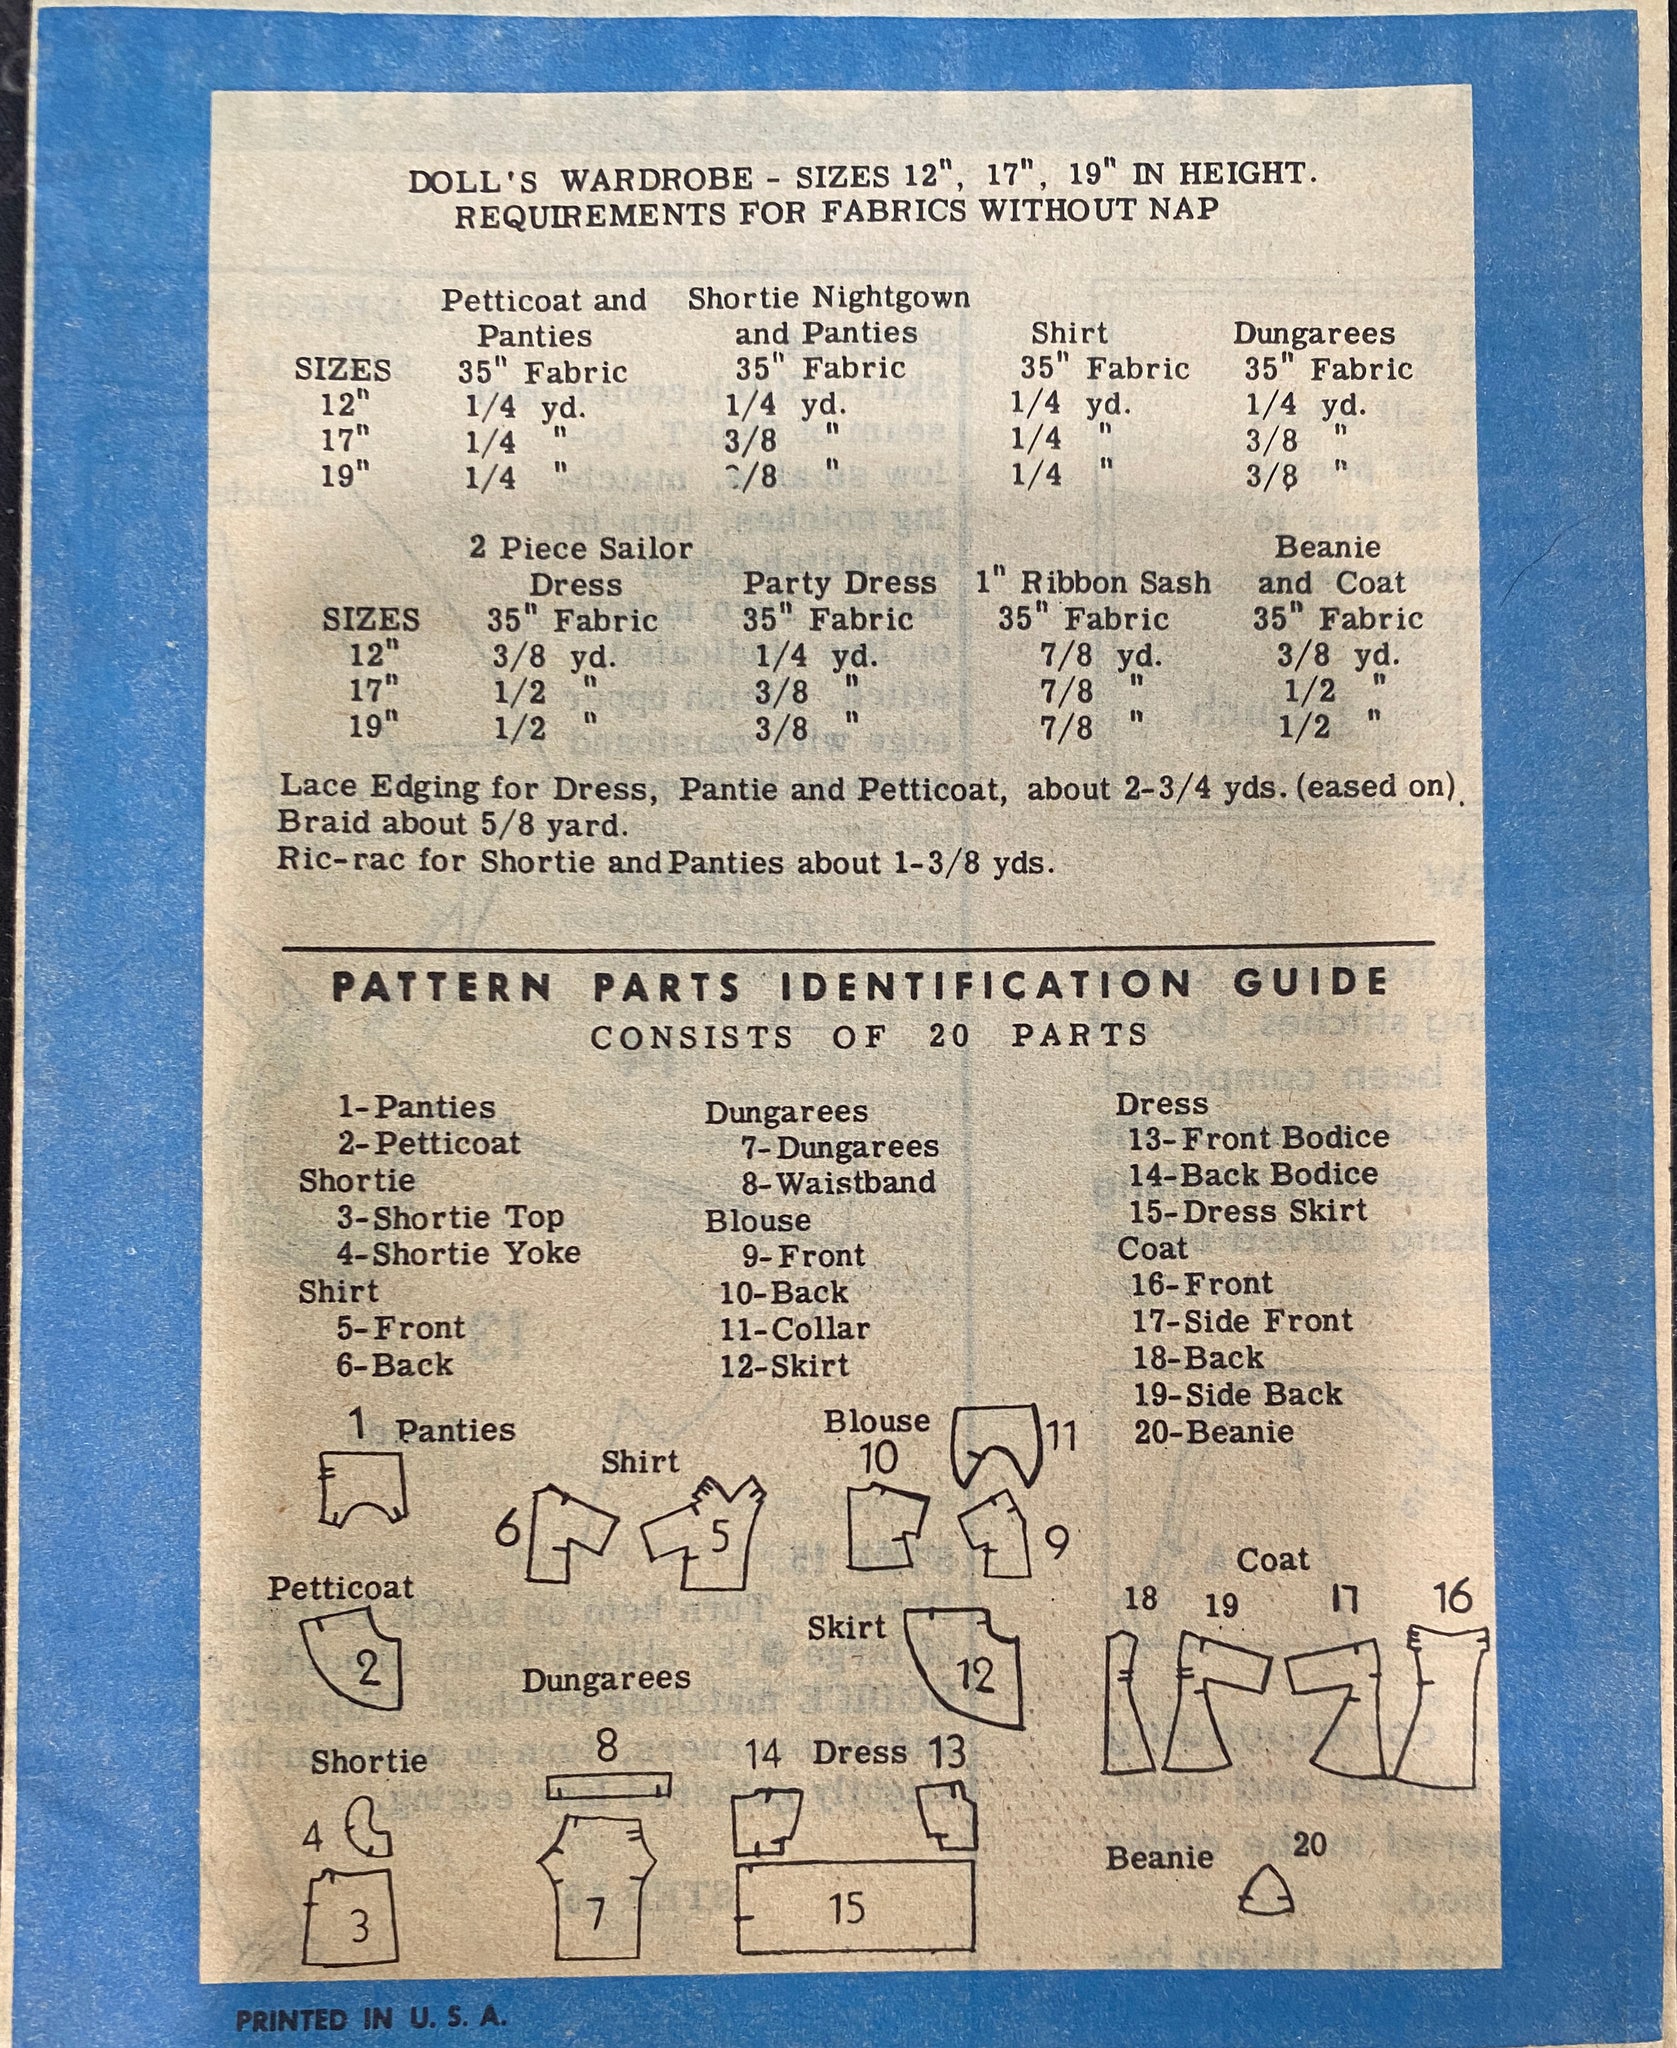 DOLL'S WARDROBE - SIZES 12", 17", 19" IN HEIGHT.
REQUIREMENTS FOR FABRICS WITHOUT NAP
Petticoat and Shortie Nightgown
Panties and Panties Shirt Dungarees
SIZES 35" Fabric 35" Fabric 35" Fabric 35" Fabric
12" 1/4 yd. 1/4 yd. 1/4 yd. 1/4 yd.
17" 1/4 " 3/8 " 1/4 " 3/8 "
19" 1/4 " /8 " 1/4 " 3/8 "
2 Piece Sailor Beanie
Dress Party Dress 1" Ribbon Sash and Coat
SIZES 35" Fabric 35" Fabric 35" Fabric 35" Fabric
12" 3/8 yd. 1/4 yd. 7/8 yd. 3/8 yd.
17" 1/2 " 3/8 " 7/8 " 1/2 "
19" 1/2 " 3/8 " 7/8 " 1/2 "
Lace Edging for Dress, Pantie and Petticoat, about 2-3/4 yds. (eased on).
Braid about 5/8 yard.
Ric-rac for Shortie and Panties about 1-3/8 yds.
PATTERN PARTS IDENTIFICATION GUIDE
CONSISTS OF 20 PARTS
1-Panties
2-Petticoat
Shortie
3-Shortie Top
4-Shortie Yoke
Shirt
5-Front
6-Back
Dungarees
7-Dungarees
8-Waistband
Blouse
9-Front
10-Back
11-Collar
12-Skirt
Dress
13-Front Bodice
14-Back Bodice
15-Dress Skirt
Coat
16-Front
17-Side Front
18-Back
19-Side Back
20-Beanie
1 Panties
Shirt
6 5
Blouse
10 11
9
Petticoat
2
Skirt
12
Coat
18 19 17 16
Dungarees
8
7
Shortie
4
3
14 Dress 13
15
Beanie 20
PRINTED IN U. S. A.